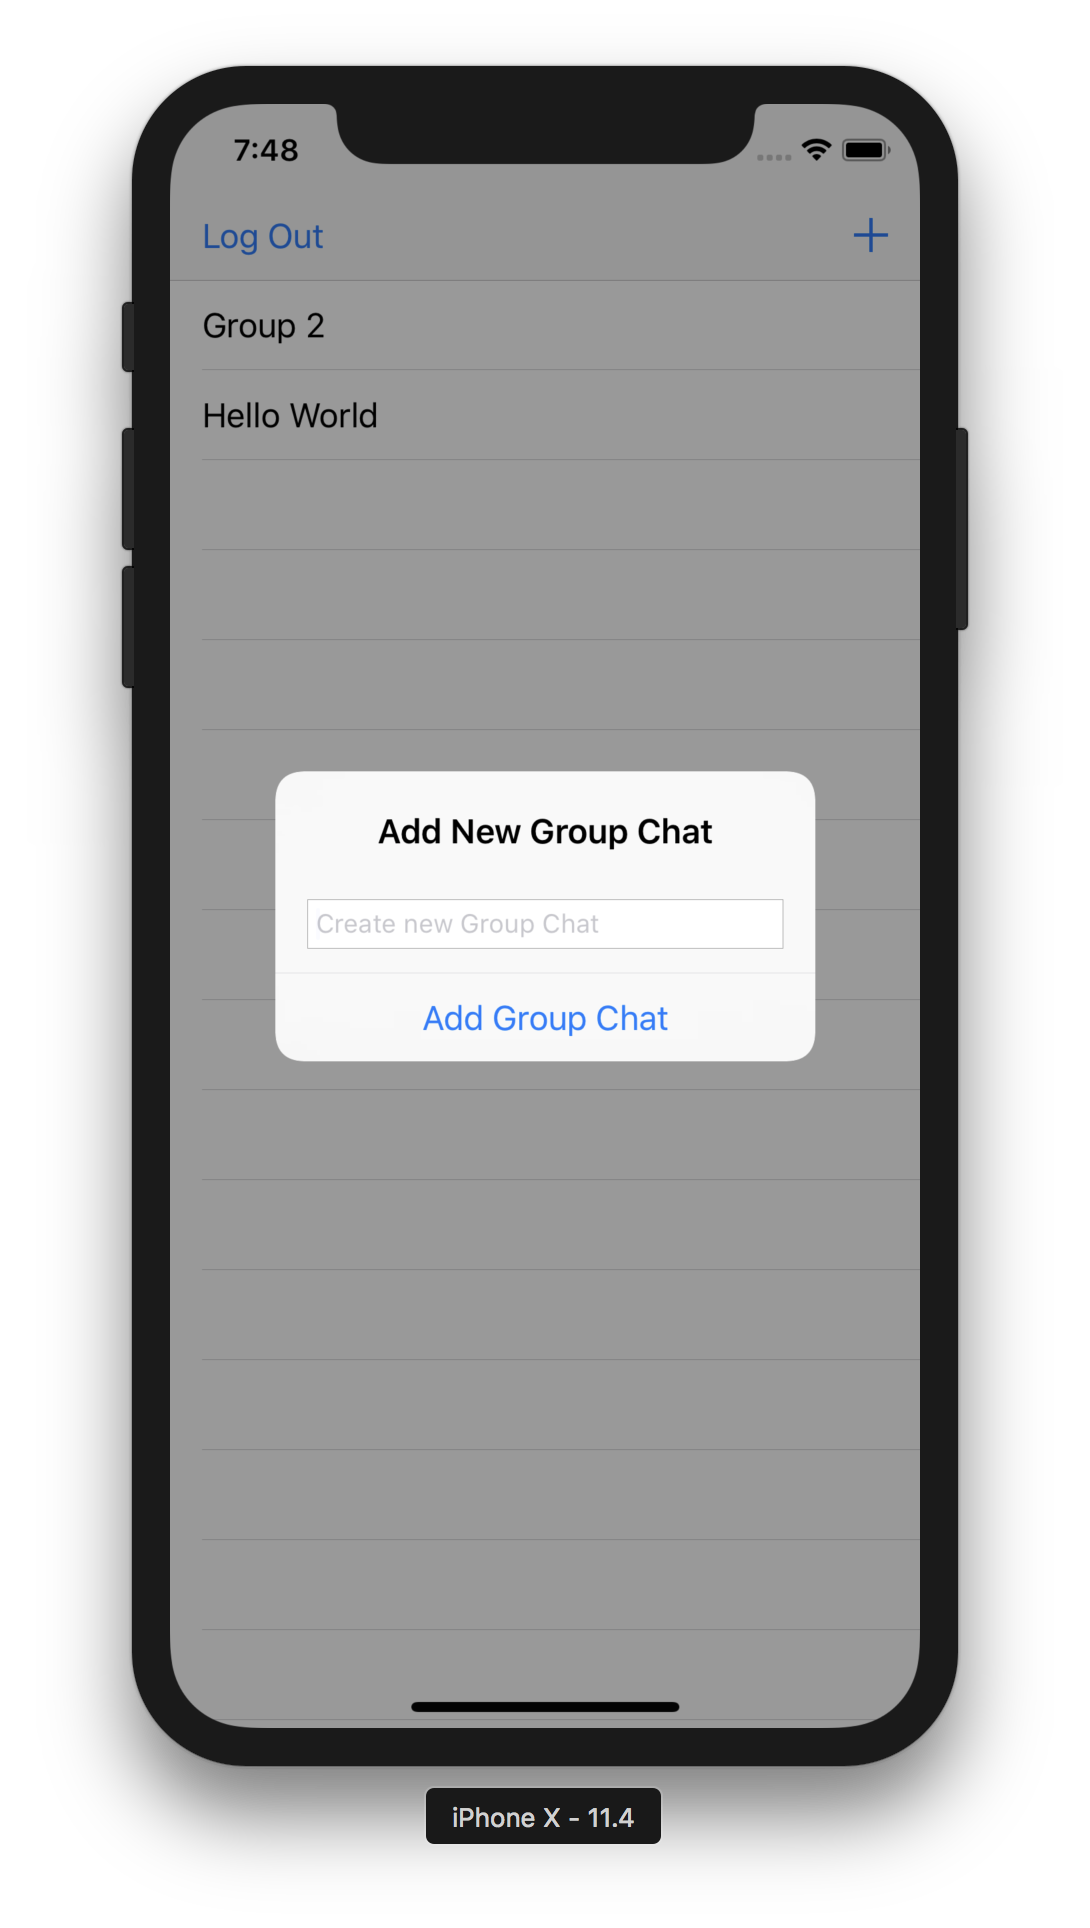 7:48
Log Out
Group 2
Hello World
Add New Group Chat
Create new Group Chat
Add Group Chat
iPhone X - 11.4